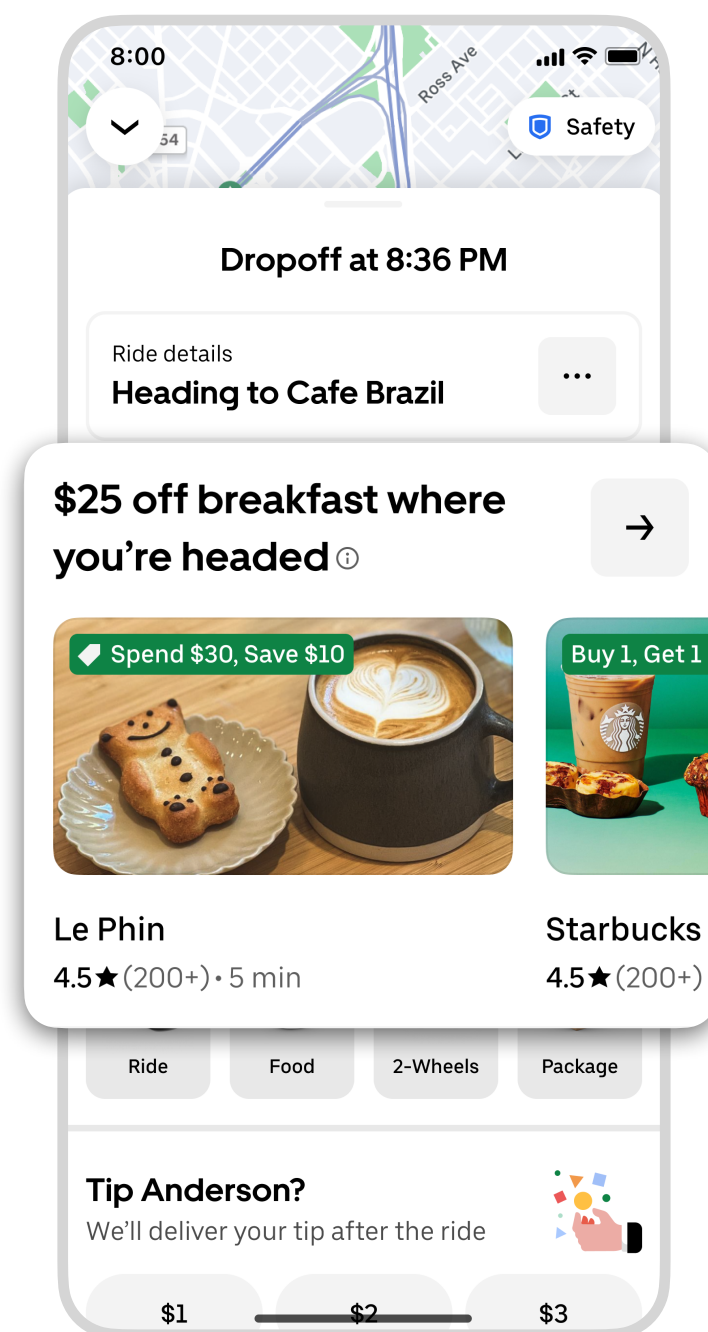 8:00
Ross Ave
54
Safety
Dropoff at 8:36 PM
Ride details
Heading to Cafe Brazil
$25 off breakfast where
you’re headed
Spend $30, Save $10
Buy 1, Get 1
Le Phin
Starbucks
4.5★(200+) • 5 min
4.5★(200+)
Ride
Food
2-Wheels
Package
Tip Anderson?
We’ll deliver your tip after the ride
$1
$2
$3